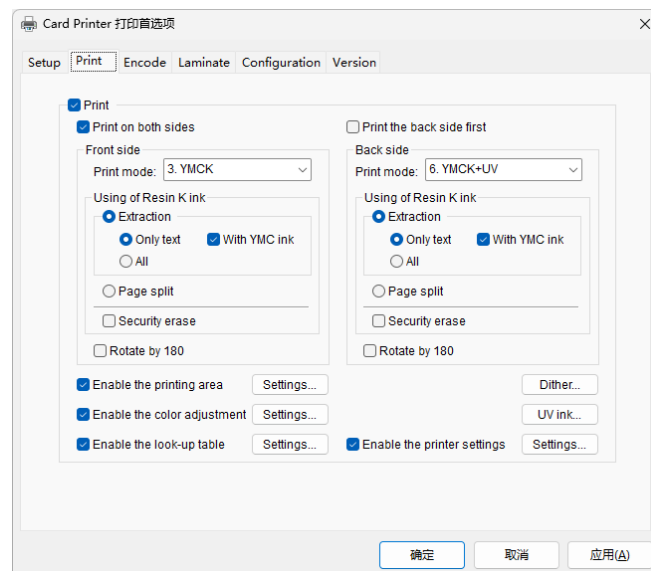 Card Printer 打印首选项
Setup Print Encode Laminate Configuration Version
Print
Print on both sides Print the back side first
Front side Back side
Print mode: 3. YMCK Print mode: 6. YMCK+UV
Using of Resin K ink Using of Resin K ink
Extraction Extraction
Only text With YMC ink Only text With YMC ink
All All
Page split Page split
Security erase Security erase
Rotate by 180 Rotate by 180
Enable the printing area Settings... Dither...
Enable the color adjustment Settings... UV ink...
Enable the look-up table Settings... Enable the printer settings Settings...
确定 取消 应用(A)